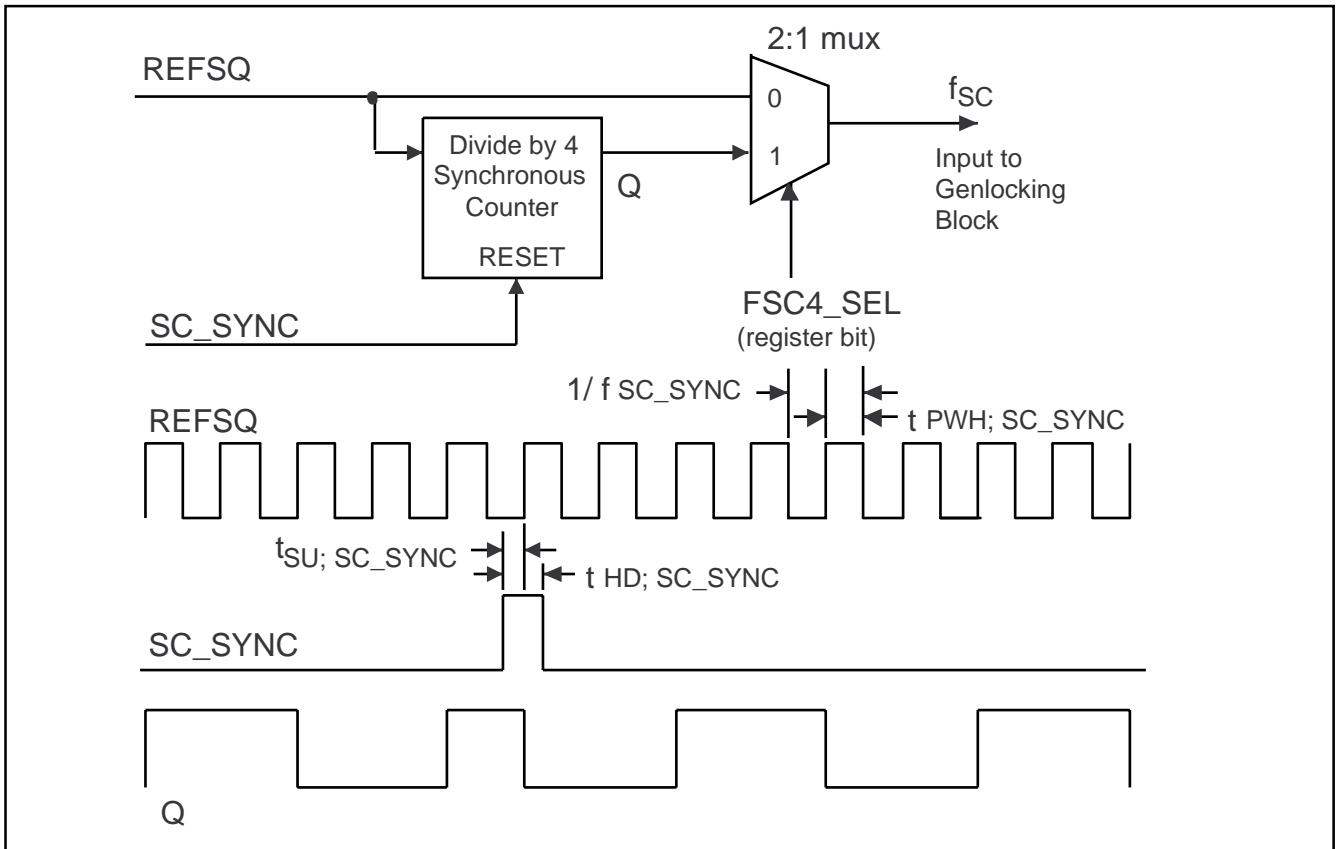 2:1 mux
REFSQ
0
fSC
Divide by 4
Synchronous
Counter
RESET
Q
1
Input to
Genlocking
Block
SC_SYNC
FSC4_SEL
(register bit)
1/ f SC_SYNC
t PWH; SC_SYNC
REFSQ
tSU; SC_SYNC
t HD; SC_SYNC
SC_SYNC
Q